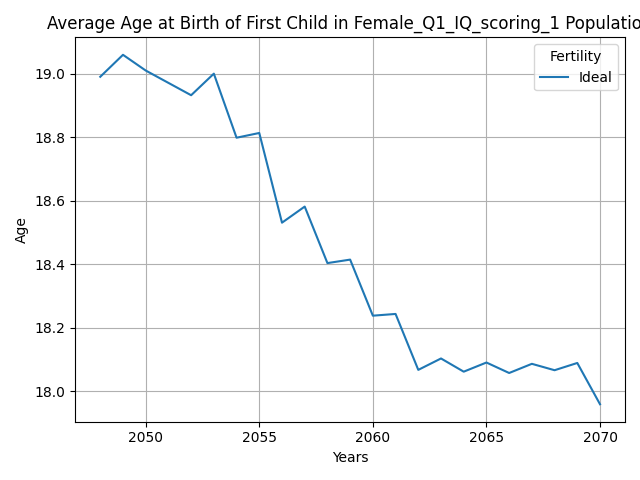 Average Age at Birth of First Child in Female_Q1_IQ_scoring_1 Populatio
Fertility
Ideal
19.0
18.8
18.6
18.4
18.2
18.0
Age
2050 2055 2060 2065 2070
Years